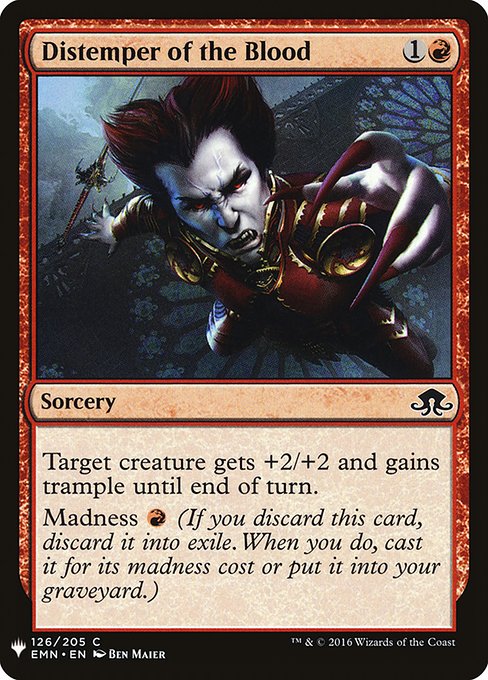 Distemper of the Blood 1
Sorcery
Target creature gets +2/+2 and gains
trample until end of turn.
Madness (If you discard this card,
discard it into exile. When you do, cast
it for its madness cost or put it into your
graveyard.)
126/205 C
EMN • EN Ben Maier
™ & © 2016 Wizards of the Coast